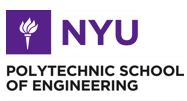 NYU
POLYTECHNIC SCHOOL
OF ENGINEERING